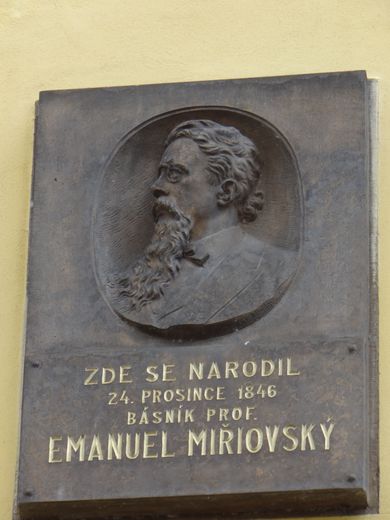 ZDE SE NARODIL
24. PROSINCE 1846
BÁSNÍK PROF.
EMANUEL MIŘIOVSKÝ